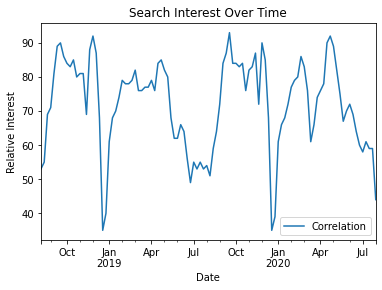 Search Interest Over Time
Relative Interest
90
80
70
60
50
40
Correlation
Oct
Jan
2019
Apr
Jul
Oct
Jan
2020
Apr
Jul
Date